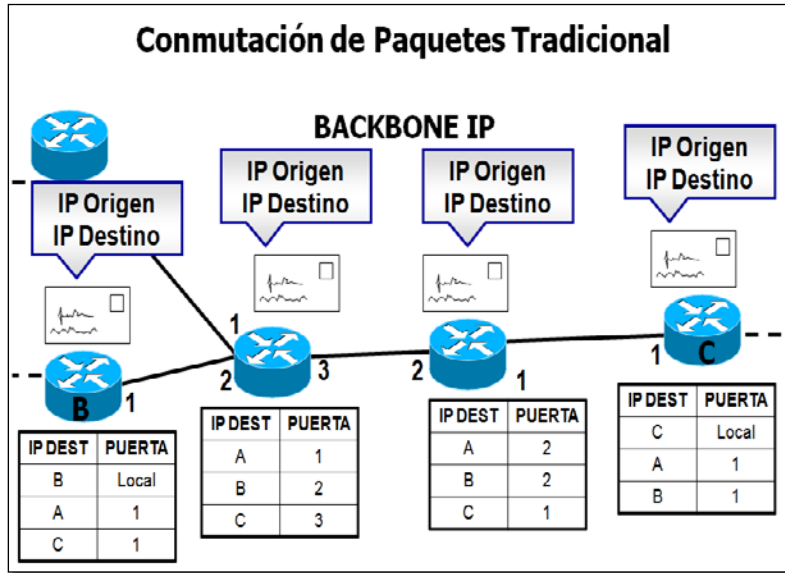 Conmutación de Paquetes Tradicional
BACKBONE IP
IP Origen
IP Destino
IP Origen
IP Destino
IP Origen
IP Destino
IP Origen
IP Destino
B
1
1
2
3
2
1
1
C
IP DEST PUERTA
B Local
A 1
C 1
IP DEST PUERTA
A 1
B 2
C 3
IP DEST PUERTA
A 2
B 2
C 1
IP DEST PUERTA
C Local
A 1
B 1